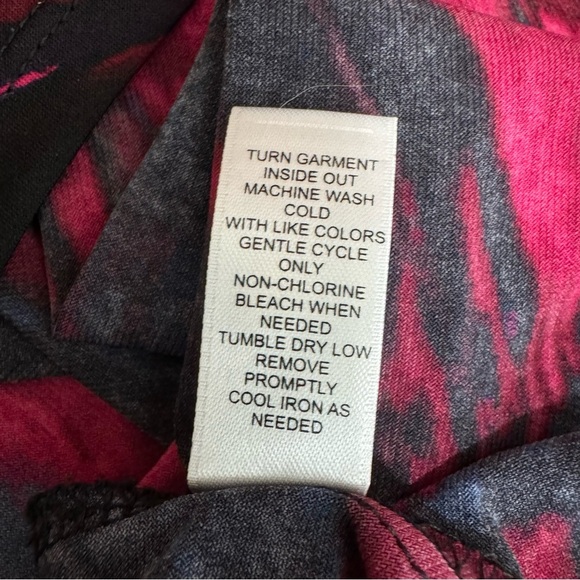 TURN GARMENT
INSIDE OUT
MACHINE WASH
COLD
WITH LIKE COLORS
GENTLE CYCLE
ONLY
NON-CHLORINE
BLEACH WHEN
NEEDED
TUMBLE DRY LOW
REMOVE
PROMPTLY
COOL IRON AS
NEEDED